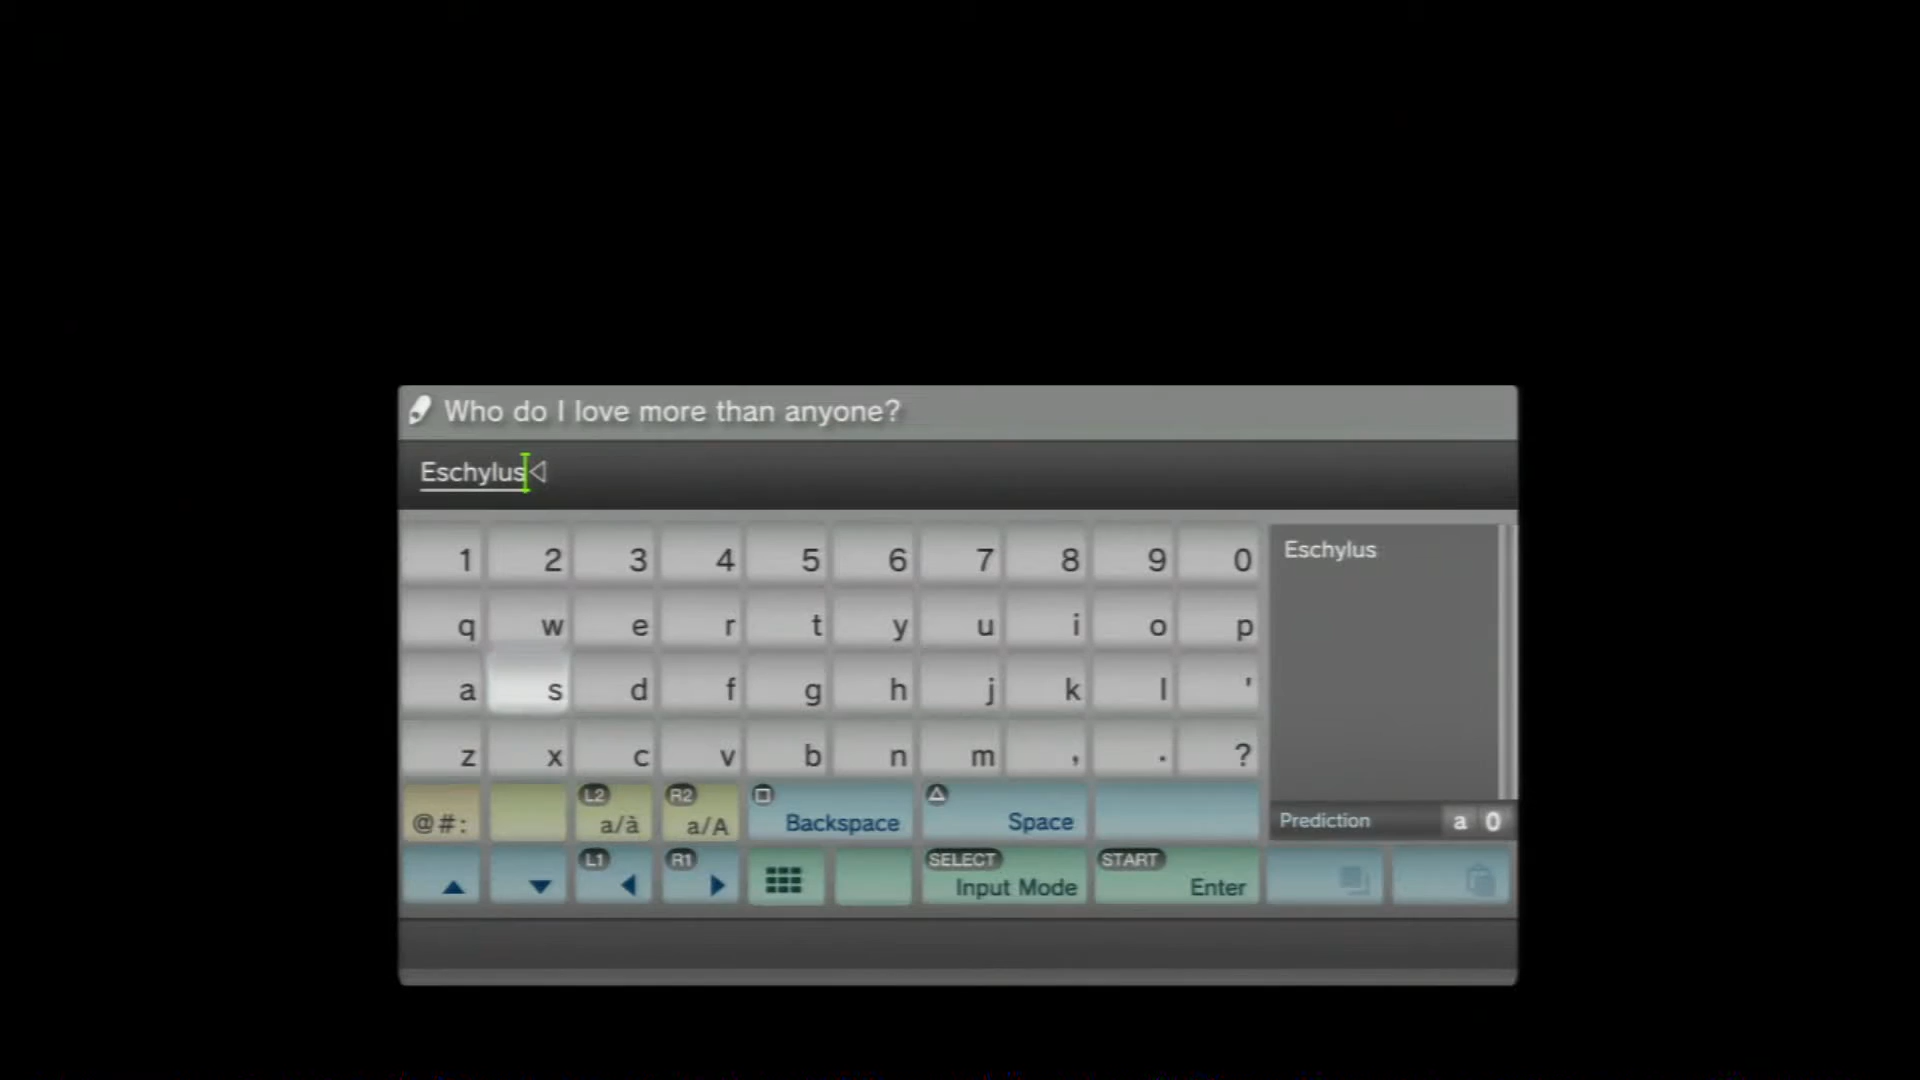 Who do I love more than anyone?
Eschylus
1 2 3 4 5 6 7 8 9 0
Eschylus
q w e r t y u i o p
a s d f g h j k l '
z x c v b n m , . ?
@#: L2 a/à R2 a/A Backspace Space
Prediction a 0
L1 R1 SELECT Input Mode START Enter